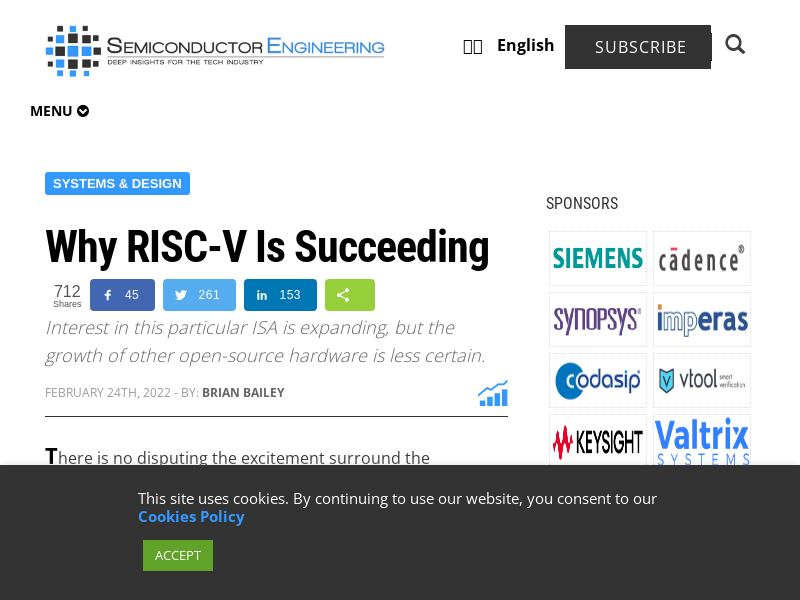 SEMICONDUCTOR ENGINEERING
DEEP INSIGHTS FOR THE TECH INDUSTRY
English
SUBSCRIBE
MENU
SYSTEMS & DESIGN
Why RISC-V Is Succeeding
712
Shares
45
261
153
Interest in this particular ISA is expanding, but the
growth of other open-source hardware is less certain.
FEBRUARY 24TH, 2022 - BY: BRIAN BAILEY
There is no disputing the excitement surround the
SPONSORS
SIEMENS
cādence®
SYNOPSYS®
imperas
codasip
vtool smart verification
KEYSIGHT
Valtrix
SYSTEMS
This site uses cookies. By continuing to use our website, you consent to our
Cookies Policy
ACCEPT